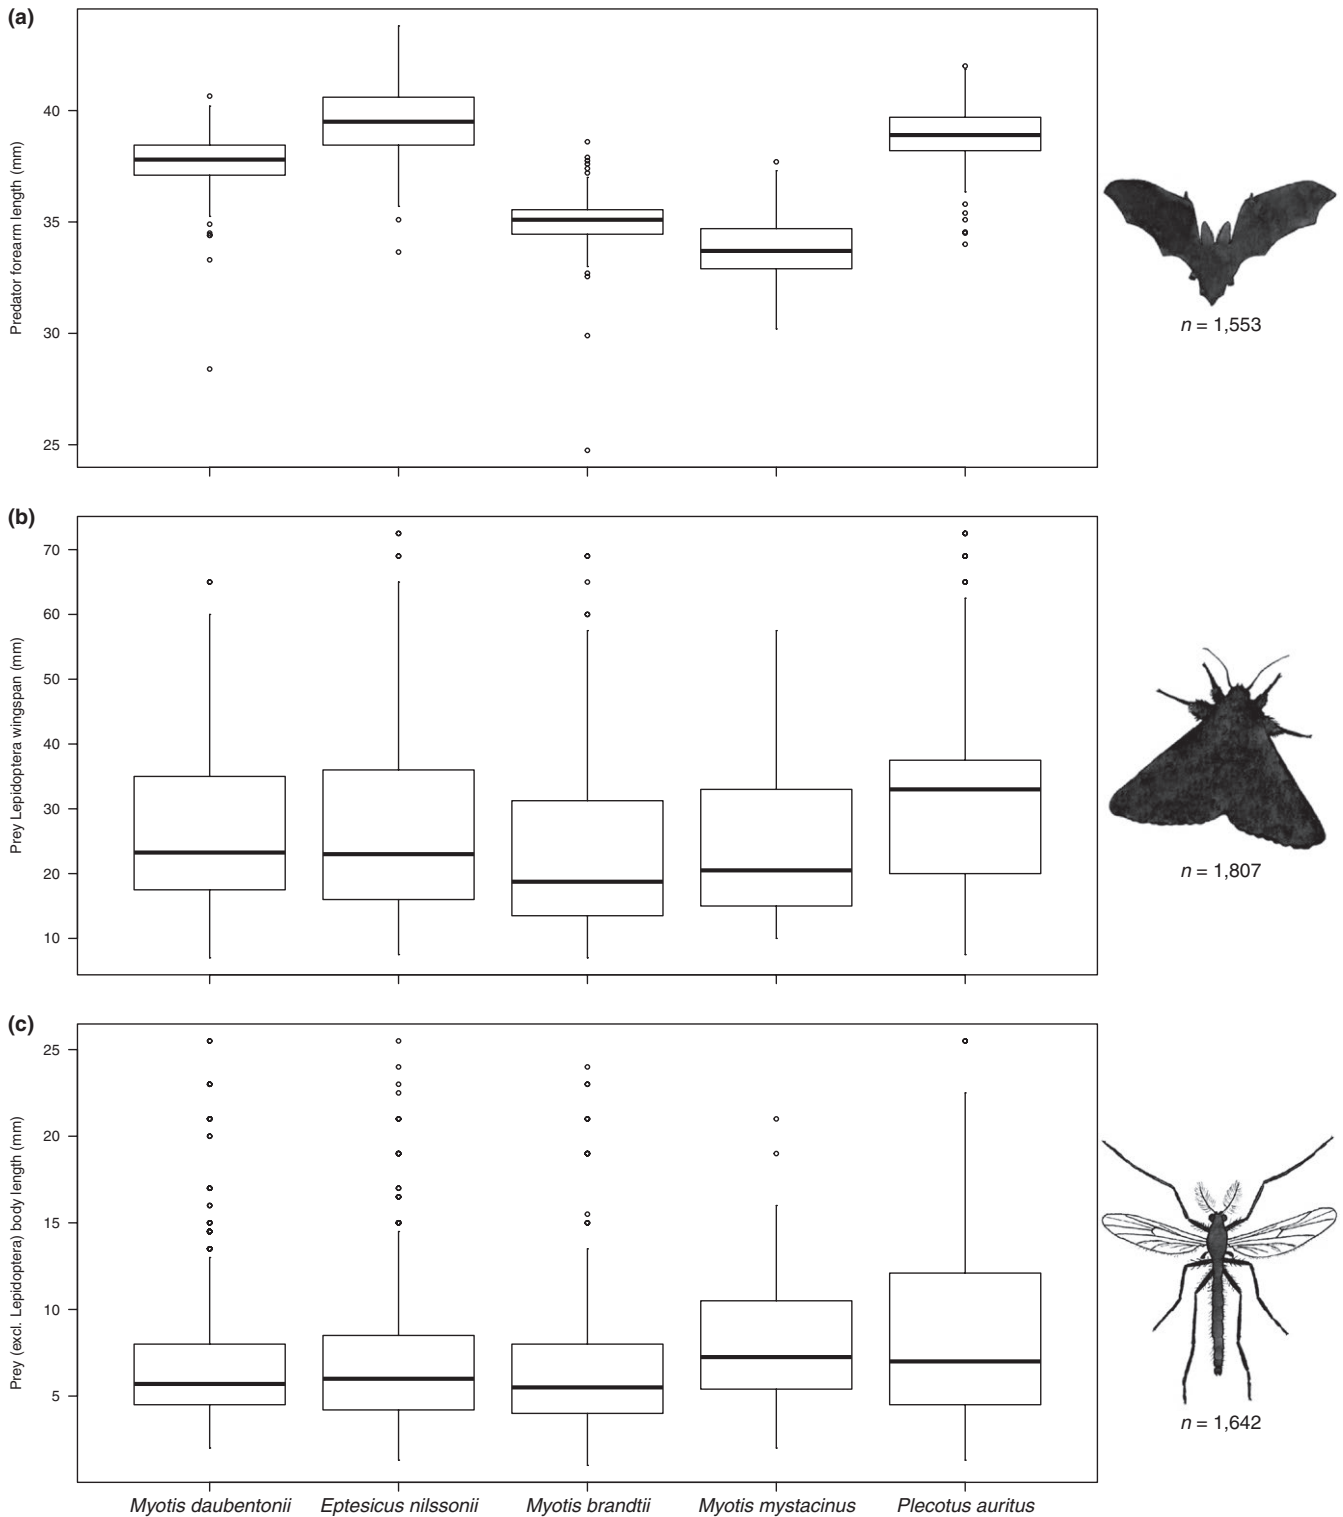 (a)
Predator forearm length (mm)
40
35
30
25
n = 1,553
(b)
Prey Lepidoptera wingspan (mm)
70
60
50
40
30
20
10
n = 1,807
(c)
Prey (excl. Lepidoptera) body length (mm)
25
20
15
10
5
n = 1,642
Myotis daubentonii Eptesicus nilssonii Myotis brandtii Myotis mystacinus Plecotus auritus